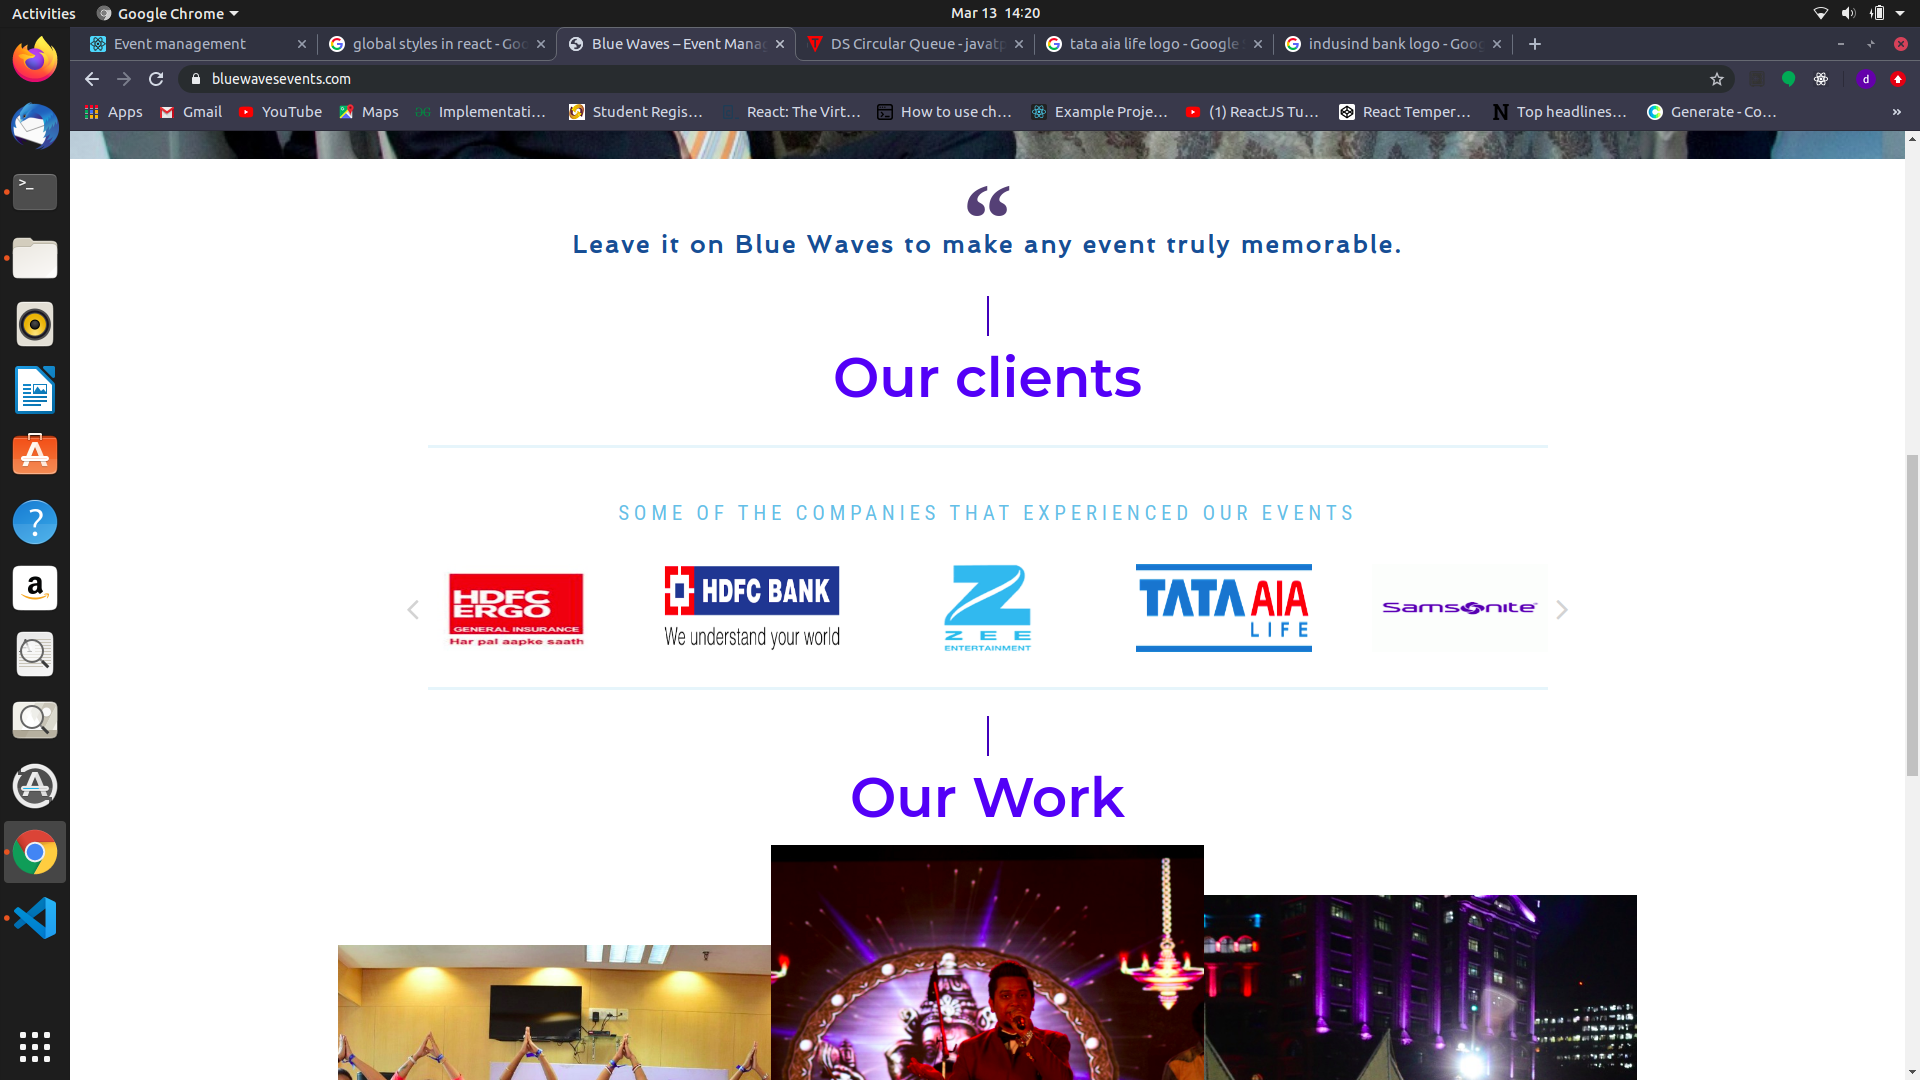 Activities Google Chrome Mar 13 14:20
Event management global styles in react - Goo Blue Waves – Event Manag DS Circular Queue - javatp tata aia life logo - Google indusind bank logo - Goog
bluewavesevents.com d
Apps Gmail YouTube Maps Implementati… Student Regis… React: The Virt… How to use ch… Example Proje… (1) ReactJS Tu… React Temper… Top headlines… Generate - Co… »
“
Leave it on Blue Waves to make any event truly memorable.
Our clients
SOME OF THE COMPANIES THAT EXPERIENCED OUR EVENTS
HDFC ERGO
GENERAL INSURANCE
Har pal aapke saath
HDFC BANK
We understand your world
ZEE
ENTERTAINMENT
TATA AIA
LIFE
Samsonite
Our Work